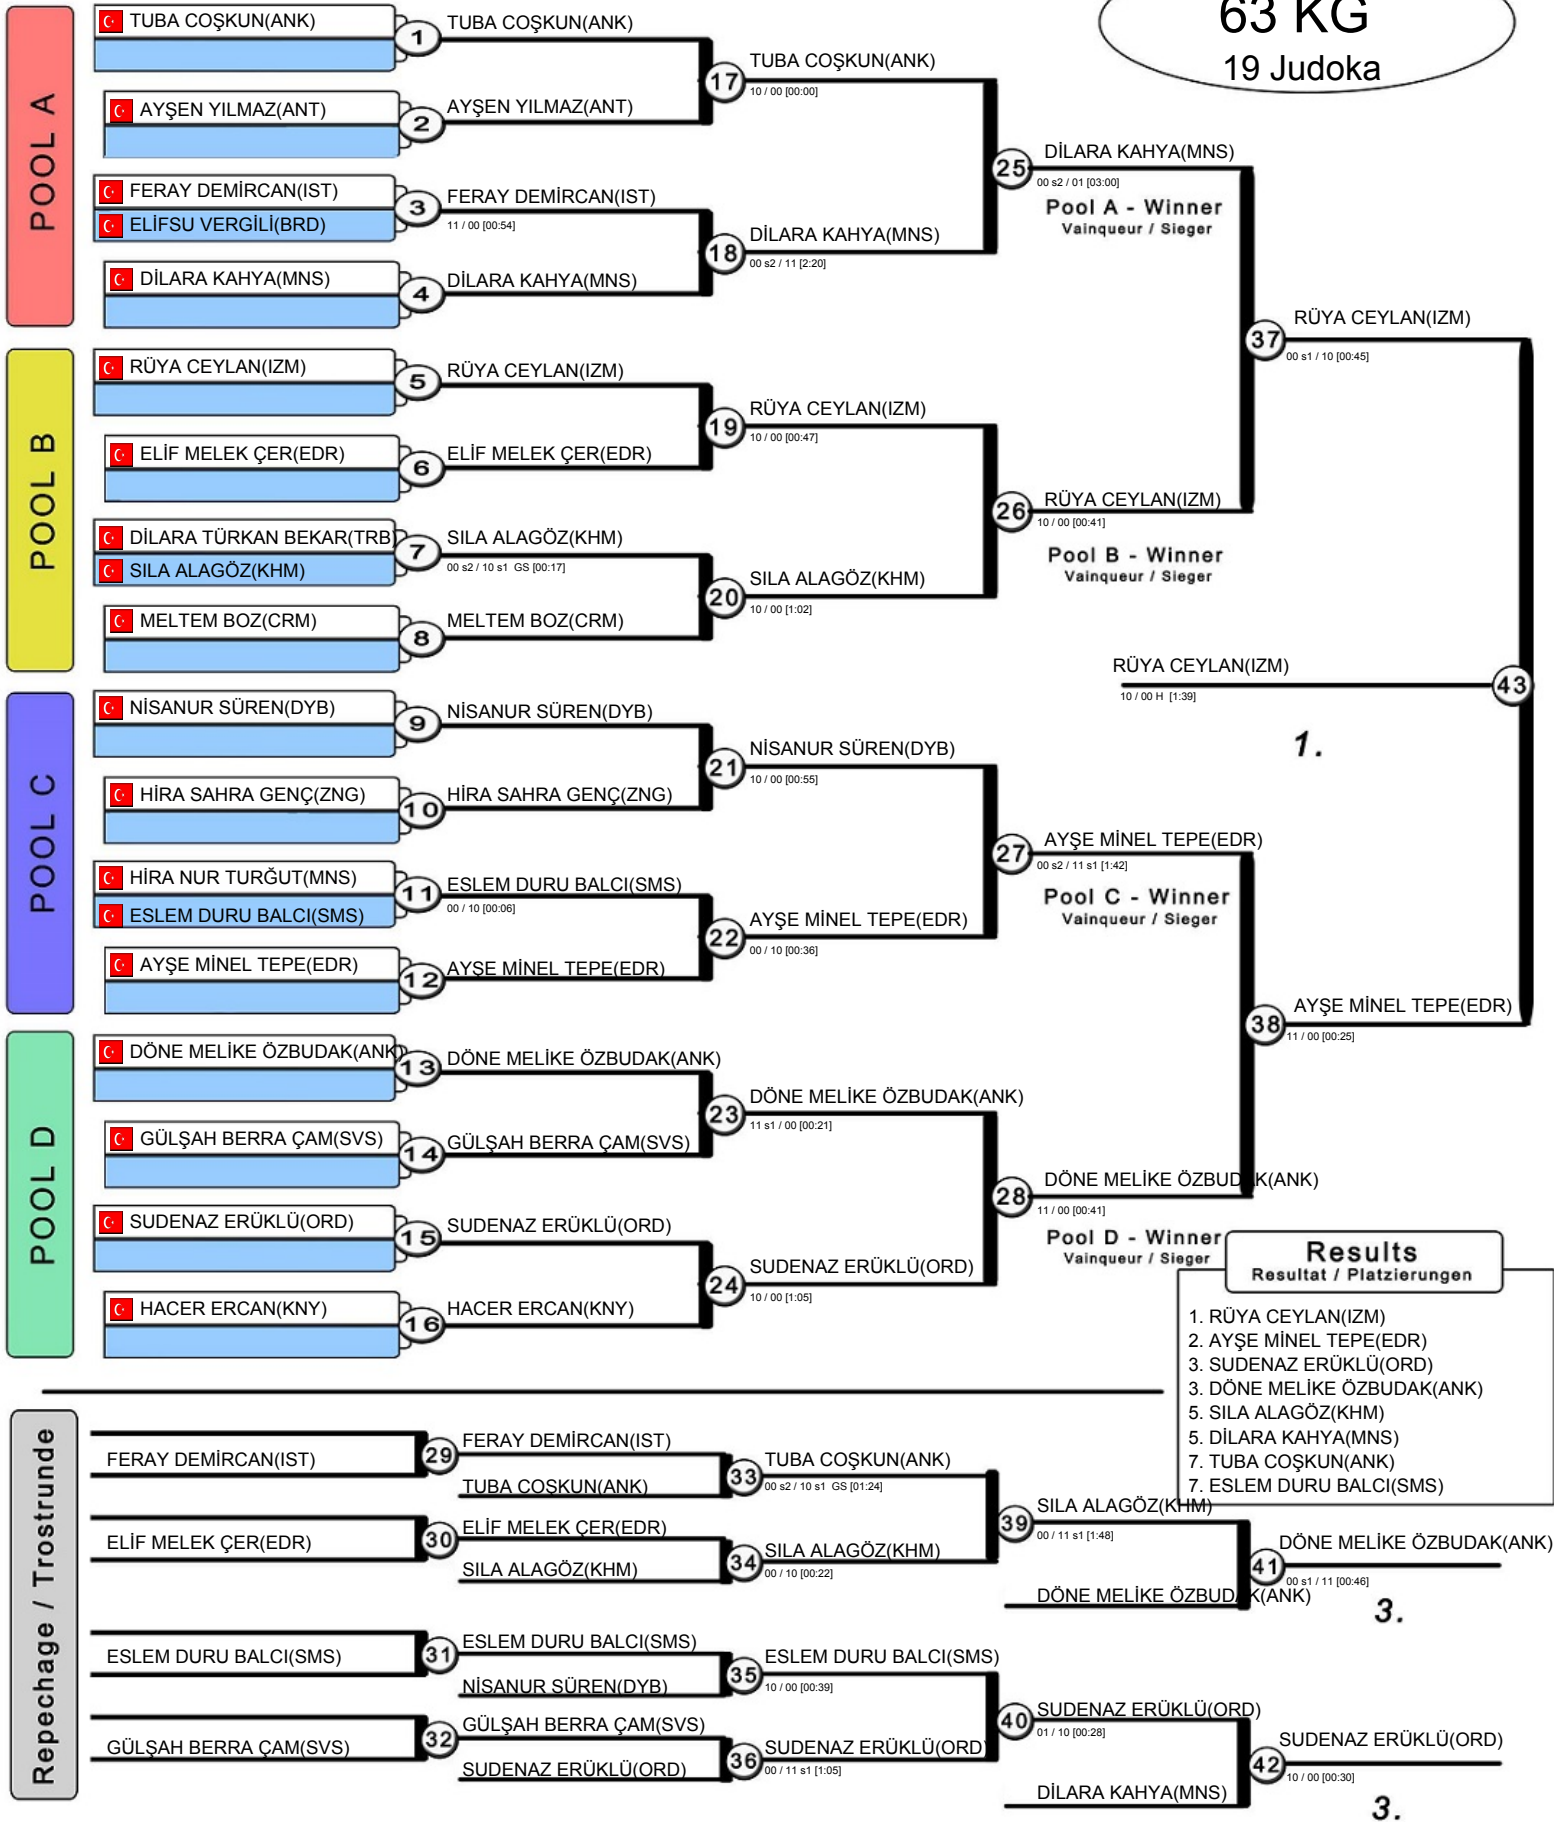 63 KG
19 Judoka
POOL A
TUBA COŞKUN(ANK)
1
AYŞEN YILMAZ(ANT)
2
FERAY DEMİRCAN(IST)
ELİFSU VERGİLİ(BRD)
3
DİLARA KAHYA(MNS)
4
POOL B
RÜYA CEYLAN(IZM)
5
ELİF MELEK ÇER(EDR)
6
DİLARA TÜRKAN BEKAR(TRB)
SILA ALAGÖZ(KHM)
7
MELTEM BOZ(CRM)
8
POOL C
NİSANUR SÜREN(DYB)
9
HİRA SAHRA GENÇ(ZNG)
10
HİRA NUR TURĞUT(MNS)
ESLEM DURU BALCI(SMS)
11
AYŞE MİNEL TEPE(EDR)
12
POOL D
DÖNE MELİKE ÖZBUDAK(ANK)
13
GÜLŞAH BERRA ÇAM(SVS)
14
SUDENAZ ERÜKLÜ(ORD)
15
HACER ERCAN(KNY)
16
TUBA COŞKUN(ANK)
AYŞEN YILMAZ(ANT)
17
FERAY DEMİRCAN(IST)
11 / 00 [00:54]
DİLARA KAHYA(MNS)
18
RÜYA CEYLAN(IZM)
ELİF MELEK ÇER(EDR)
19
SILA ALAGÖZ(KHM)
00 s2 / 10 s1 GS [00:17]
MELTEM BOZ(CRM)
20
NİSANUR SÜREN(DYB)
HİRA SAHRA GENÇ(ZNG)
21
ESLEM DURU BALCI(SMS)
00 / 10 [00:06]
AYŞE MİNEL TEPE(EDR)
22
DÖNE MELİKE ÖZBUDAK(ANK)
GÜLŞAH BERRA ÇAM(SVS)
23
SUDENAZ ERÜKLÜ(ORD)
HACER ERCAN(KNY)
24
TUBA COŞKUN(ANK)
10 / 00 [00:00]
DİLARA KAHYA(MNS)
00 s2 / 11 [2:20]
25
RÜYA CEYLAN(IZM)
10 / 00 [00:47]
SILA ALAGÖZ(KHM)
10 / 00 [1:02]
26
NİSANUR SÜREN(DYB)
10 / 00 [00:55]
AYŞE MİNEL TEPE(EDR)
00 / 10 [00:36]
27
DÖNE MELİKE ÖZBUDAK(ANK)
11 s1 / 00 [00:21]
SUDENAZ ERÜKLÜ(ORD)
10 / 00 [1:05]
28
DİLARA KAHYA(MNS)
00 s2 / 01 [03:00]
Pool A - Winner
Vainqueur / Sieger
RÜYA CEYLAN(IZM)
10 / 00 [00:41]
Pool B - Winner
Vainqueur / Sieger
37
AYŞE MİNEL TEPE(EDR)
00 s2 / 11 s1 [1:42]
Pool C - Winner
Vainqueur / Sieger
DÖNE MELİKE ÖZBUDAK(ANK)
11 / 00 [00:41]
Pool D - Winner
Vainqueur / Sieger
38
RÜYA CEYLAN(IZM)
00 s1 / 10 [00:45]
AYŞE MİNEL TEPE(EDR)
11 / 00 [00:25]
RÜYA CEYLAN(IZM)
10 / 00 H [1:39]
43
1.
Results
Resultat / Platzierungen
1. RÜYA CEYLAN(IZM)
2. AYŞE MİNEL TEPE(EDR)
3. SUDENAZ ERÜKLÜ(ORD)
3. DÖNE MELİKE ÖZBUDAK(ANK)
5. SILA ALAGÖZ(KHM)
5. DİLARA KAHYA(MNS)
7. TUBA COŞKUN(ANK)
7. ESLEM DURU BALCI(SMS)
Repechage / Trostrunde
FERAY DEMİRCAN(IST)
29
ELİF MELEK ÇER(EDR)
30
ESLEM DURU BALCI(SMS)
31
GÜLŞAH BERRA ÇAM(SVS)
32
FERAY DEMİRCAN(IST)
TUBA COŞKUN(ANK)
33
ELİF MELEK ÇER(EDR)
SILA ALAGÖZ(KHM)
34
ESLEM DURU BALCI(SMS)
NİSANUR SÜREN(DYB)
35
GÜLŞAH BERRA ÇAM(SVS)
SUDENAZ ERÜKLÜ(ORD)
36
TUBA COŞKUN(ANK)
00 s2 / 10 s1 GS [01:24]
SILA ALAGÖZ(KHM)
00 / 10 [00:22]
39
ESLEM DURU BALCI(SMS)
10 / 00 [00:39]
SUDENAZ ERÜKLÜ(ORD)
00 / 11 s1 [1:05]
40
SILA ALAGÖZ(KHM)
00 / 11 s1 [1:48]
DÖNE MELİKE ÖZBUDAK(ANK)
41
SUDENAZ ERÜKLÜ(ORD)
01 / 10 [00:28]
DİLARA KAHYA(MNS)
42
DÖNE MELİKE ÖZBUDAK(ANK)
00 s1 / 11 [00:46]
3.
SUDENAZ ERÜKLÜ(ORD)
10 / 00 [00:30]
3.